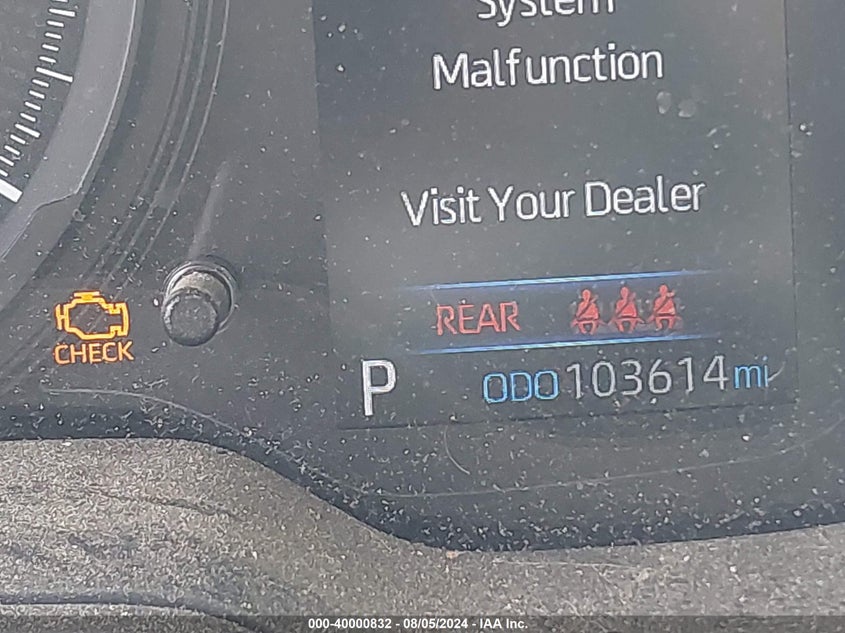 System
Malfunction
Visit Your Dealer
REAR
CHECK
P ODO 103614 mi
000-40000832 - 08/05/2024 - IAA Inc.